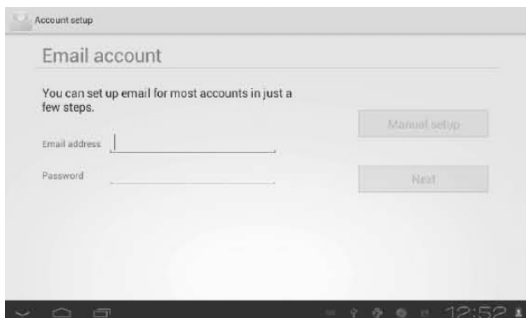 Account setup
Email account
You can set up email for most accounts in just a
few steps.
Manual setup
Email address
Password
Next
12:52